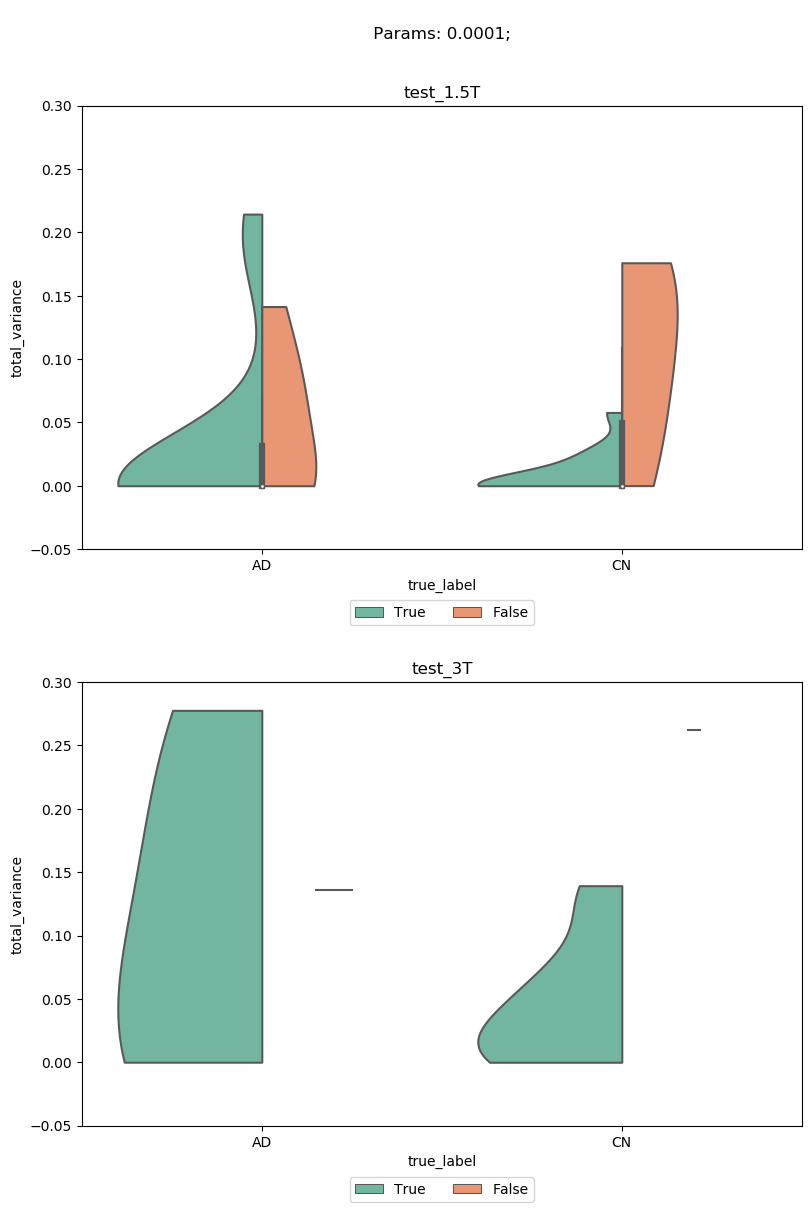 Params: 0.0001;
test_1.5T
0.30
0.25
0.20
0.15
0.10
0.05
0.00
−0.05
total_variance
AD CN
true_label
True False
test_3T
0.30
0.25
0.20
0.15
0.10
0.05
0.00
−0.05
total_variance
AD CN
true_label
True False